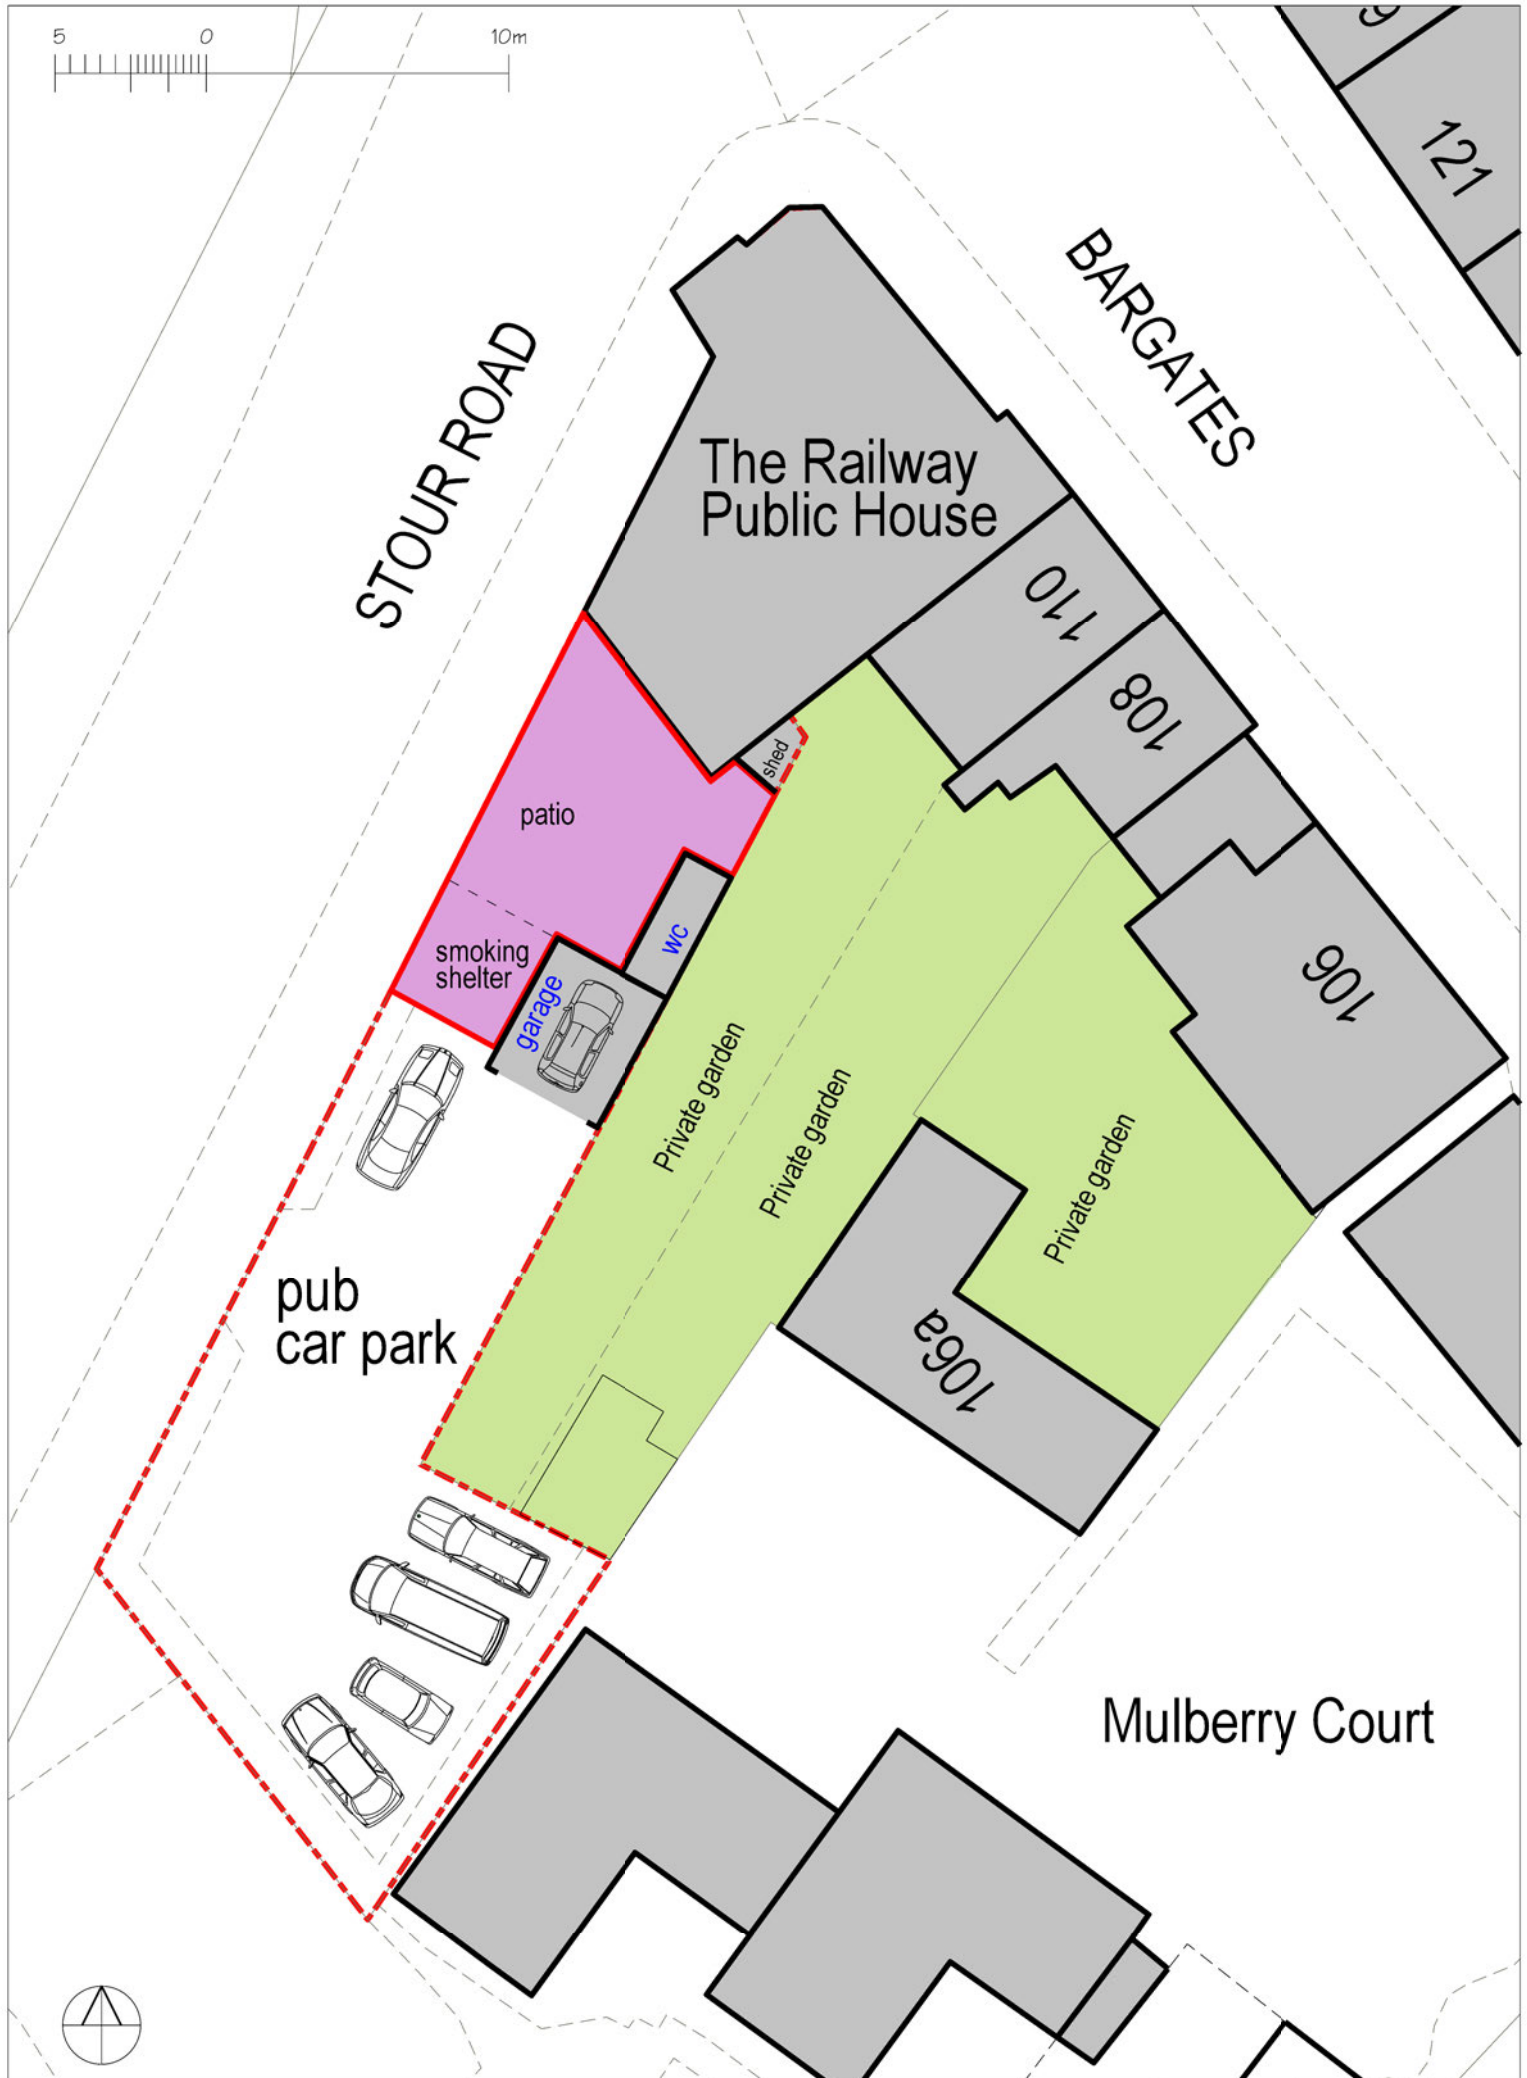 5 0 10m
9
121
BARGATES
STOUR ROAD
The Railway
Public House
110
108
shed
patio
wc
smoking
shelter
garage
106
Private garden
Private garden
Private garden
pub
car park
106a
Mulberry Court